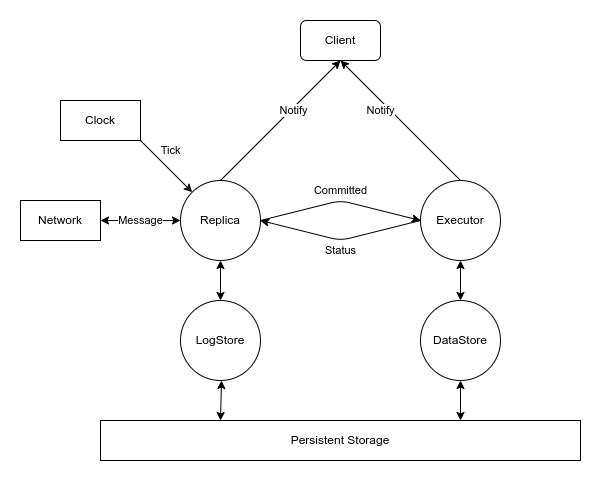 Client
Notify
Notify
Clock
Tick
Committed
Network
Message
Replica
Executor
Status
LogStore
DataStore
Persistent Storage